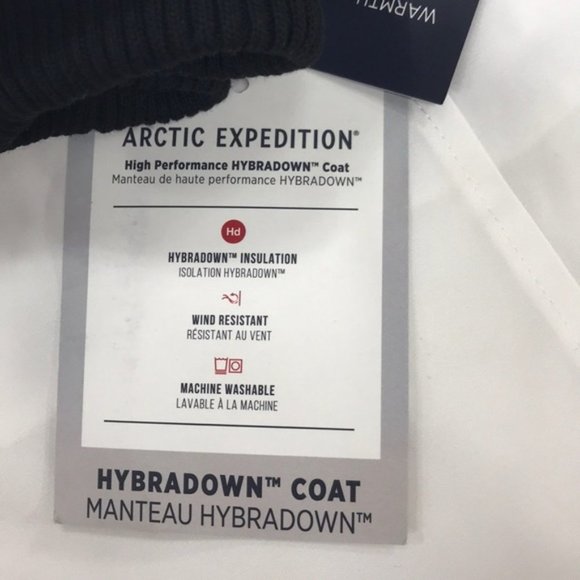 WARMTH
ARCTIC EXPEDITION®
High Performance HYBRADOWN™ Coat
Manteau de haute performance HYBRADOWN™
Hd
HYBRADOWN™ INSULATION
ISOLATION HYBRADOWN™
WIND RESISTANT
RÉSISTANT AU VENT
MACHINE WASHABLE
LAVABLE À LA MACHINE
HYBRADOWN™ COAT
MANTEAU HYBRADOWN™